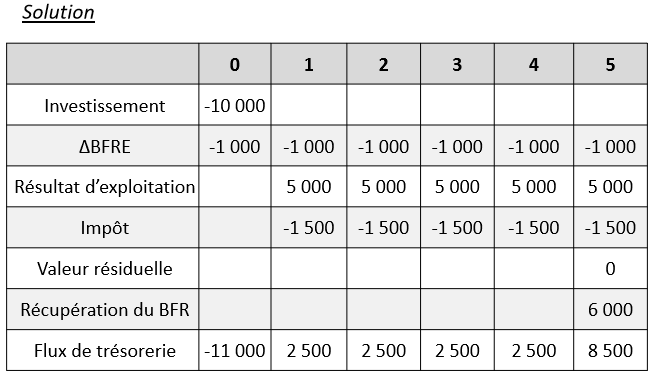 Solution
0 1 2 3 4 5
Investissement -10 000
ΔBFRE -1 000 -1 000 -1 000 -1 000 -1 000 -1 000
Résultat d’exploitation 5 000 5 000 5 000 5 000 5 000
Impôt -1 500 -1 500 -1 500 -1 500 -1 500
Valeur résiduelle 0
Récupération du BFR 6 000
Flux de trésorerie -11 000 2 500 2 500 2 500 2 500 8 500